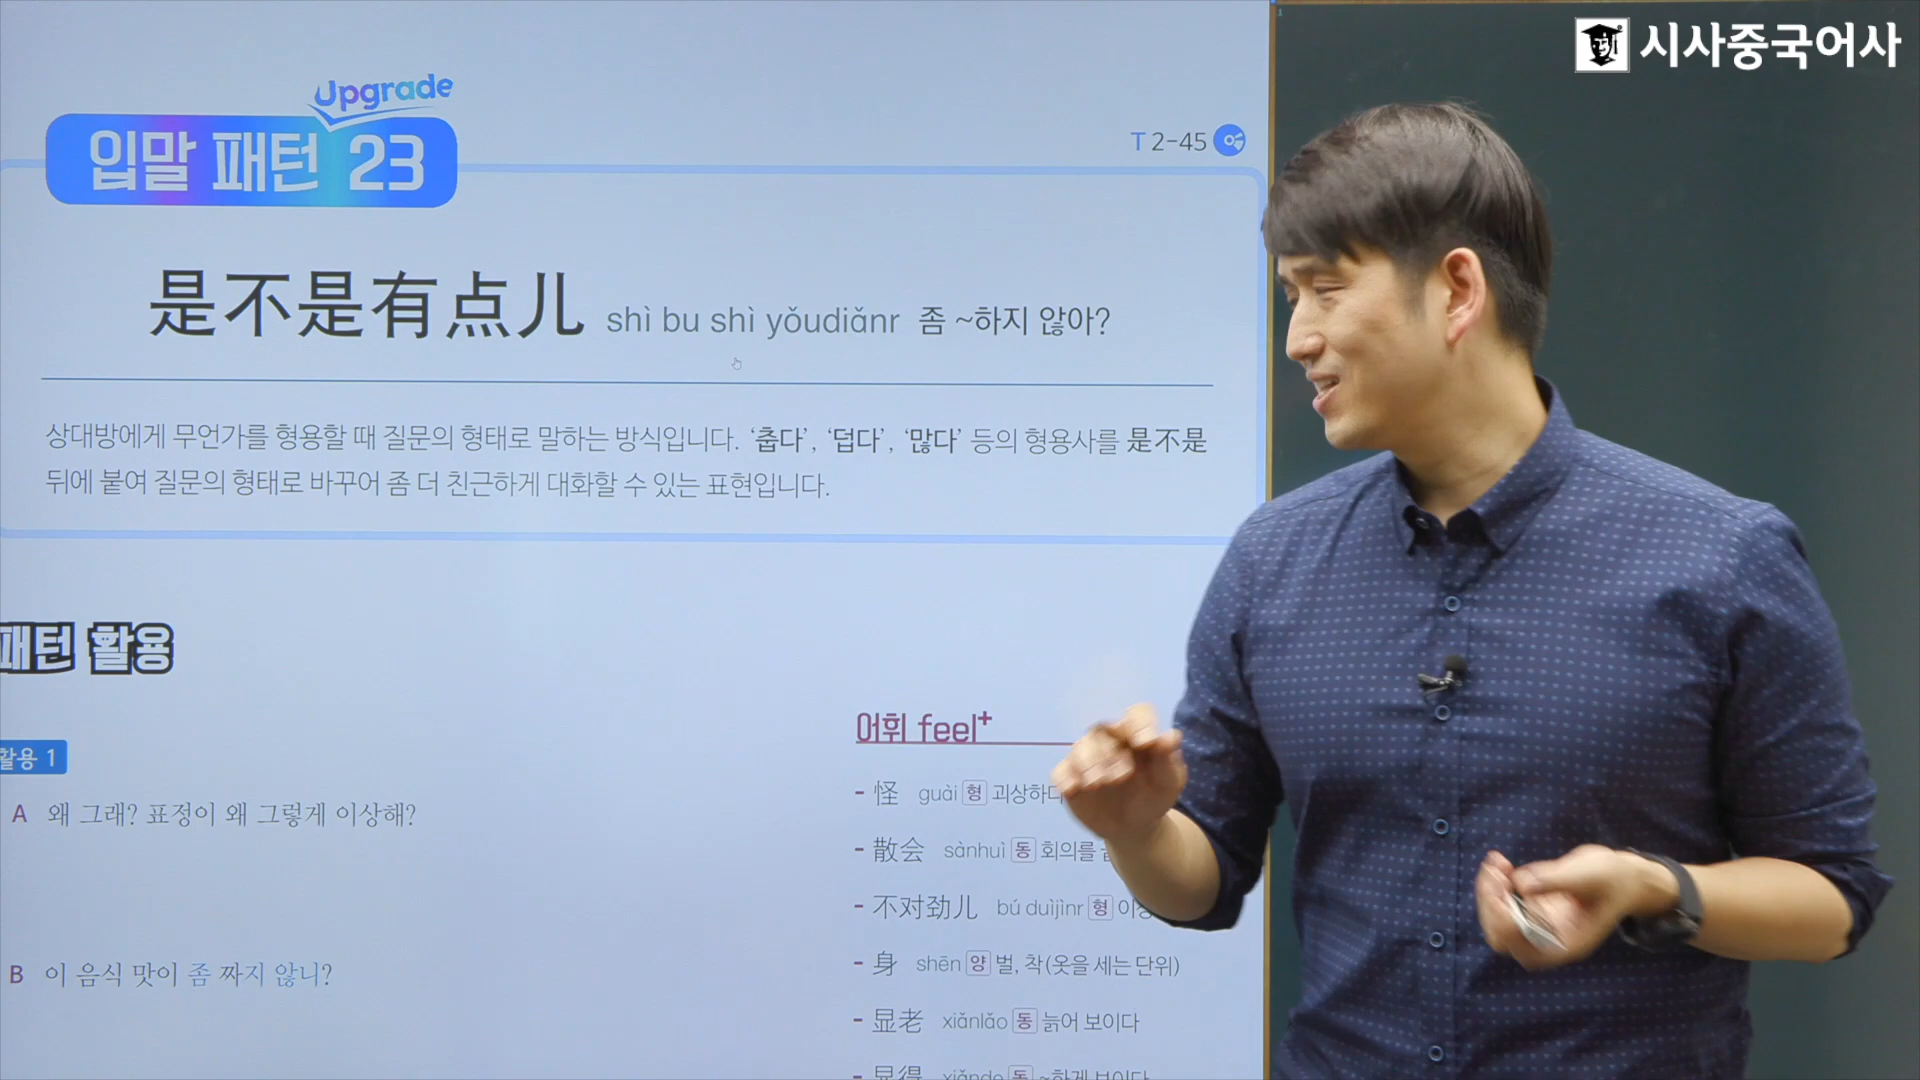 시사중국어사
Upgrade
입말 패턴 23
T 2-45
是不是有点儿 shì bu shì yǒudiǎnr 좀 ~하지 않아?
상대방에게 무언가를 형용할 때 질문의 형태로 말하는 방식입니다. '춥다', '덥다', '많다' 등의 형용사를 是不是
뒤에 붙여 질문의 형태로 바꾸어 좀 더 친근하게 대화할 수 있는 표현입니다.
패턴 활용
활용 1
A 왜 그래? 표정이 왜 그렇게 이상해?
B 이 음식 맛이 좀 짜지 않니?
어휘 feel+
- 怪 guài 형 괴상하다
- 散会 sànhuì 동 회의를
- 不对劲儿 bú duìjìnr 형
- 身 shēn 양 벌, 착(옷을 세는 단위)
- 显老 xiǎnlǎo 동 늙어 보이다
- 显得 xiǎnde 동 ~하게 보이다